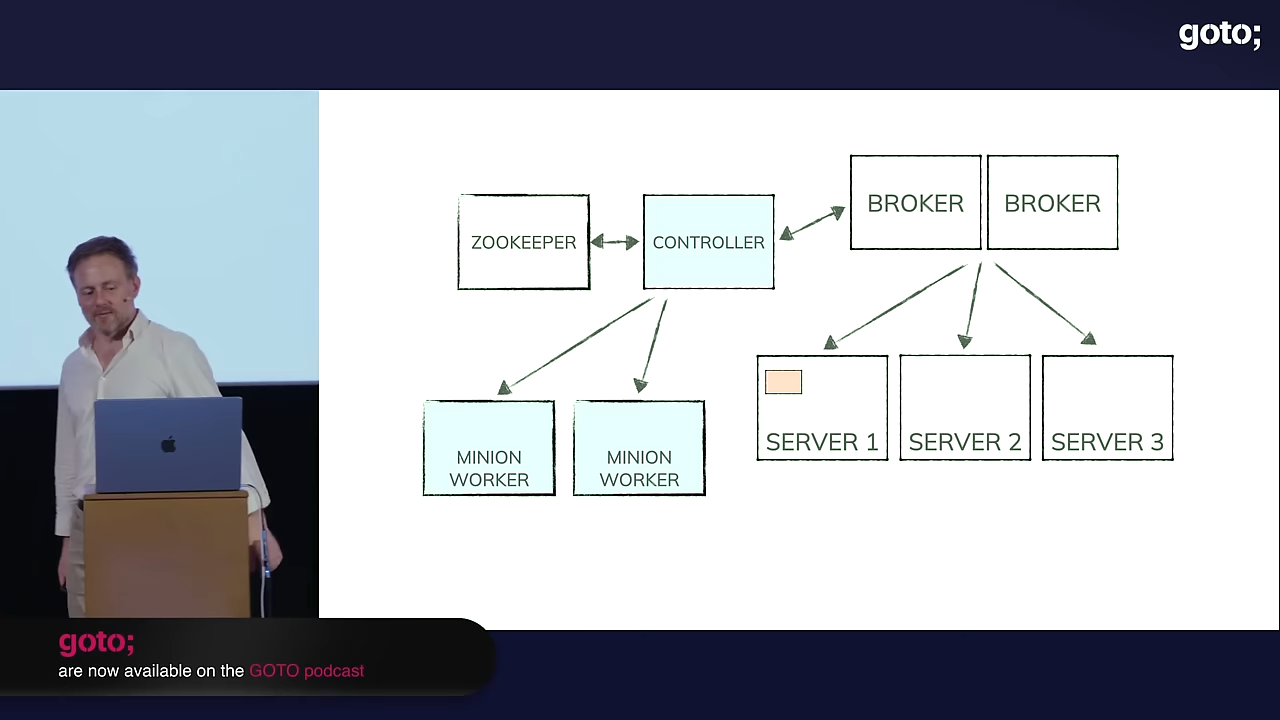 goto;
BROKER
BROKER
ZOOKEEPER
CONTROLLER
SERVER 1
SERVER 2
SERVER 3
MINION
WORKER
MINION
WORKER
goto;
are now available on the GOTO podcast